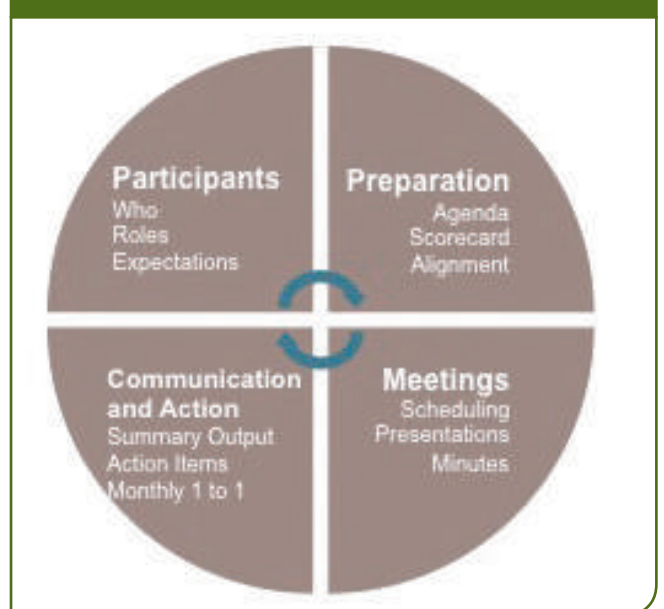 Participants
Who
Roles
Expectations
Preparation
Agenda
Scorecard
Alignment
Communication
and Action
Summary Output
Action Items
Monthly 1 to 1
Meetings
Scheduling
Presentations
Minutes